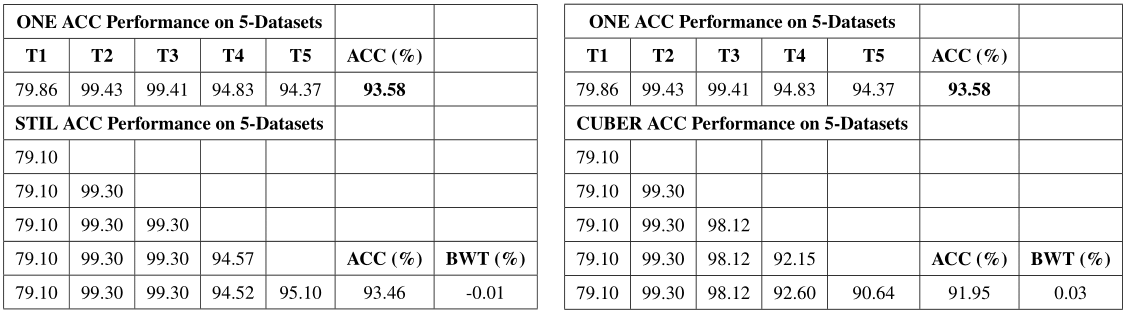 ONE ACC Performance on 5-Datasets
T1 T2 T3 T4 T5 ACC (%)
79.86 99.43 99.41 94.83 94.37 93.58
STIL ACC Performance on 5-Datasets
79.10
79.10 99.30
79.10 99.30 99.30
79.10 99.30 99.30 94.57 ACC (%) BWT (%)
79.10 99.30 99.30 94.52 95.10 93.46 -0.01
ONE ACC Performance on 5-Datasets
T1 T2 T3 T4 T5 ACC (%)
79.86 99.43 99.41 94.83 94.37 93.58
CUBER ACC Performance on 5-Datasets
79.10
79.10 99.30
79.10 99.30 98.12
79.10 99.30 98.12 92.15 ACC (%) BWT (%)
79.10 99.30 98.12 92.60 90.64 91.95 0.03